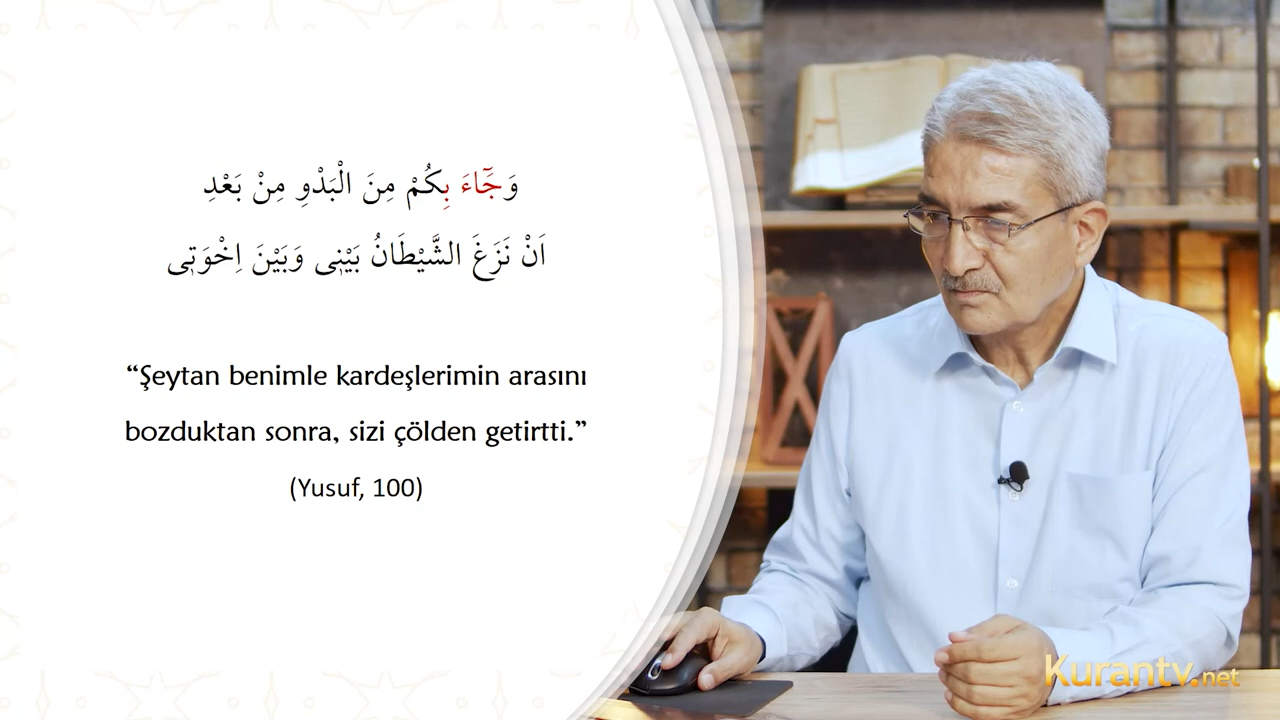 وَجَٓاءَ بِكُمْ مِنَ الْبَدْوِ مِنْ بَعْدِ
اَنْ نَزَغَ الشَّيْطَانُ بَيْن۪ى وَبَيْنَ اِخْوَت۪ى
“Şeytan benimle kardeşlerimin arasını
bozduktan sonra, sizi çölden getirtti.”
(Yusuf, 100)
Kurantv.net